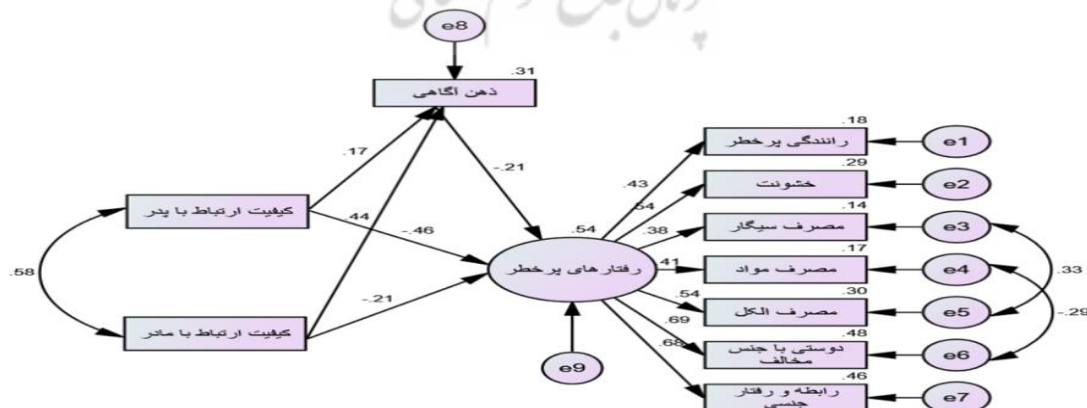 e8
.31
ذهن آگاهی
.18
رانندگی پرخطر
e1
.17
-.21
.29
.43
خشونت
e2
.54
.14
کیفیت ارتباط با پدر
.44
-.46
.54
.38
مصرف سیگار
e3
.17
.58
رفتارهای پرخطر
.41
مصرف مواد
e4
.33
.30
-.21
.54
مصرف الکل
e5
-.29
.69
.48
کیفیت ارتباط با مادر
.68
دوستی با جنس
مخالف
e6
e9
.46
رابطه و رفتار
جنسی
e7